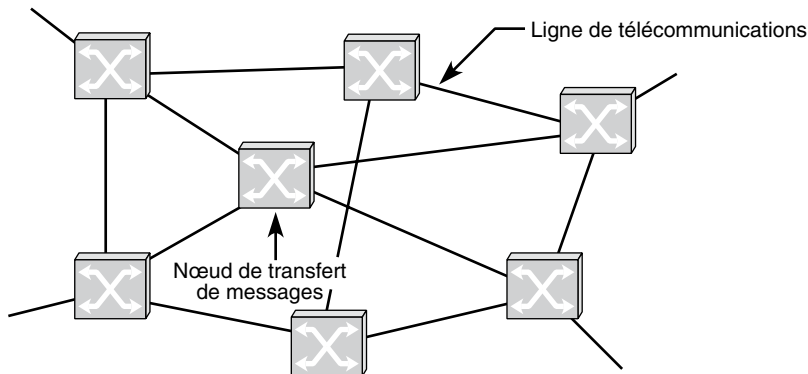 Ligne de télécommunications
Nœud de transfert
de messages